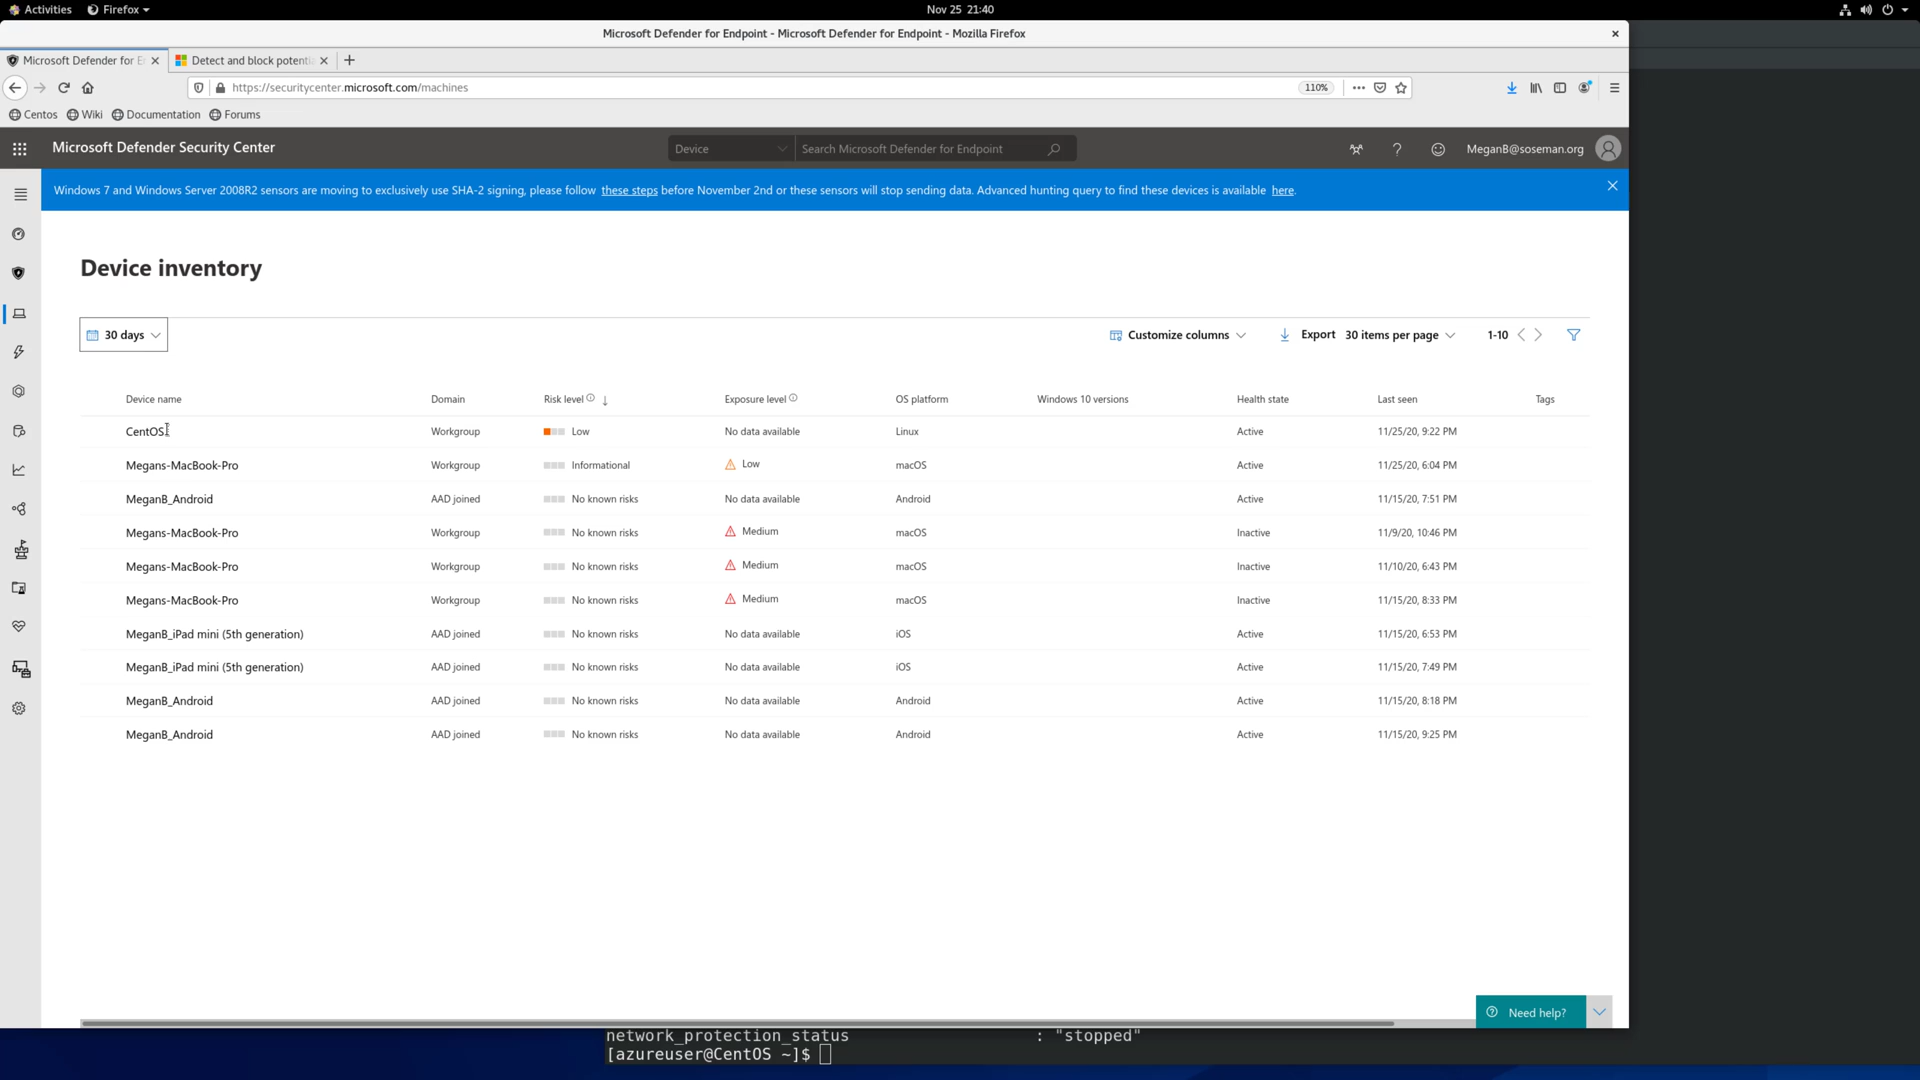 Activities Firefox Nov 25 21:40
Microsoft Defender for Endpoint - Microsoft Defender for Endpoint - Mozilla Firefox
Microsoft Defender for E Detect and block potenti
https://securitycenter.microsoft.com/machines 110%
Centos Wiki Documentation Forums
Microsoft Defender Security Center Device Search Microsoft Defender for Endpoint MeganB@soseman.org
Windows 7 and Windows Server 2008R2 sensors are moving to exclusively use SHA-2 signing, please follow these steps before November 2nd or these sensors will stop sending data. Advanced hunting query to find these devices is available here.
Device inventory
30 days Customize columns Export 30 items per page 1-10
Device name Domain Risk level Exposure level OS platform Windows 10 versions Health state Last seen Tags
CentOS Workgroup Low No data available Linux Active 11/25/20, 9:22 PM
Megans-MacBook-Pro Workgroup Informational Low macOS Active 11/25/20, 6:04 PM
MeganB_Android AAD joined No known risks No data available Android Active 11/15/20, 7:51 PM
Megans-MacBook-Pro Workgroup No known risks Medium macOS Inactive 11/9/20, 10:46 PM
Megans-MacBook-Pro Workgroup No known risks Medium macOS Inactive 11/10/20, 6:43 PM
Megans-MacBook-Pro Workgroup No known risks Medium macOS Inactive 11/15/20, 8:33 PM
MeganB_iPad mini (5th generation) AAD joined No known risks No data available iOS Active 11/15/20, 6:53 PM
MeganB_iPad mini (5th generation) AAD joined No known risks No data available iOS Active 11/15/20, 7:49 PM
MeganB_Android AAD joined No known risks No data available Android Active 11/15/20, 8:18 PM
MeganB_Android AAD joined No known risks No data available Android Active 11/15/20, 9:25 PM
Need help?
network_protection_status : "stopped"
[azureuser@CentOS ~]$